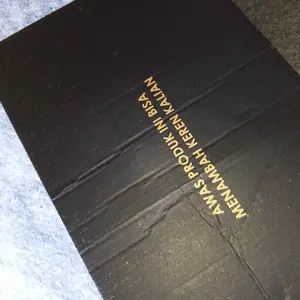 AWAS PRODUK INI BISA
MENAMBAH KEREN KALIAN